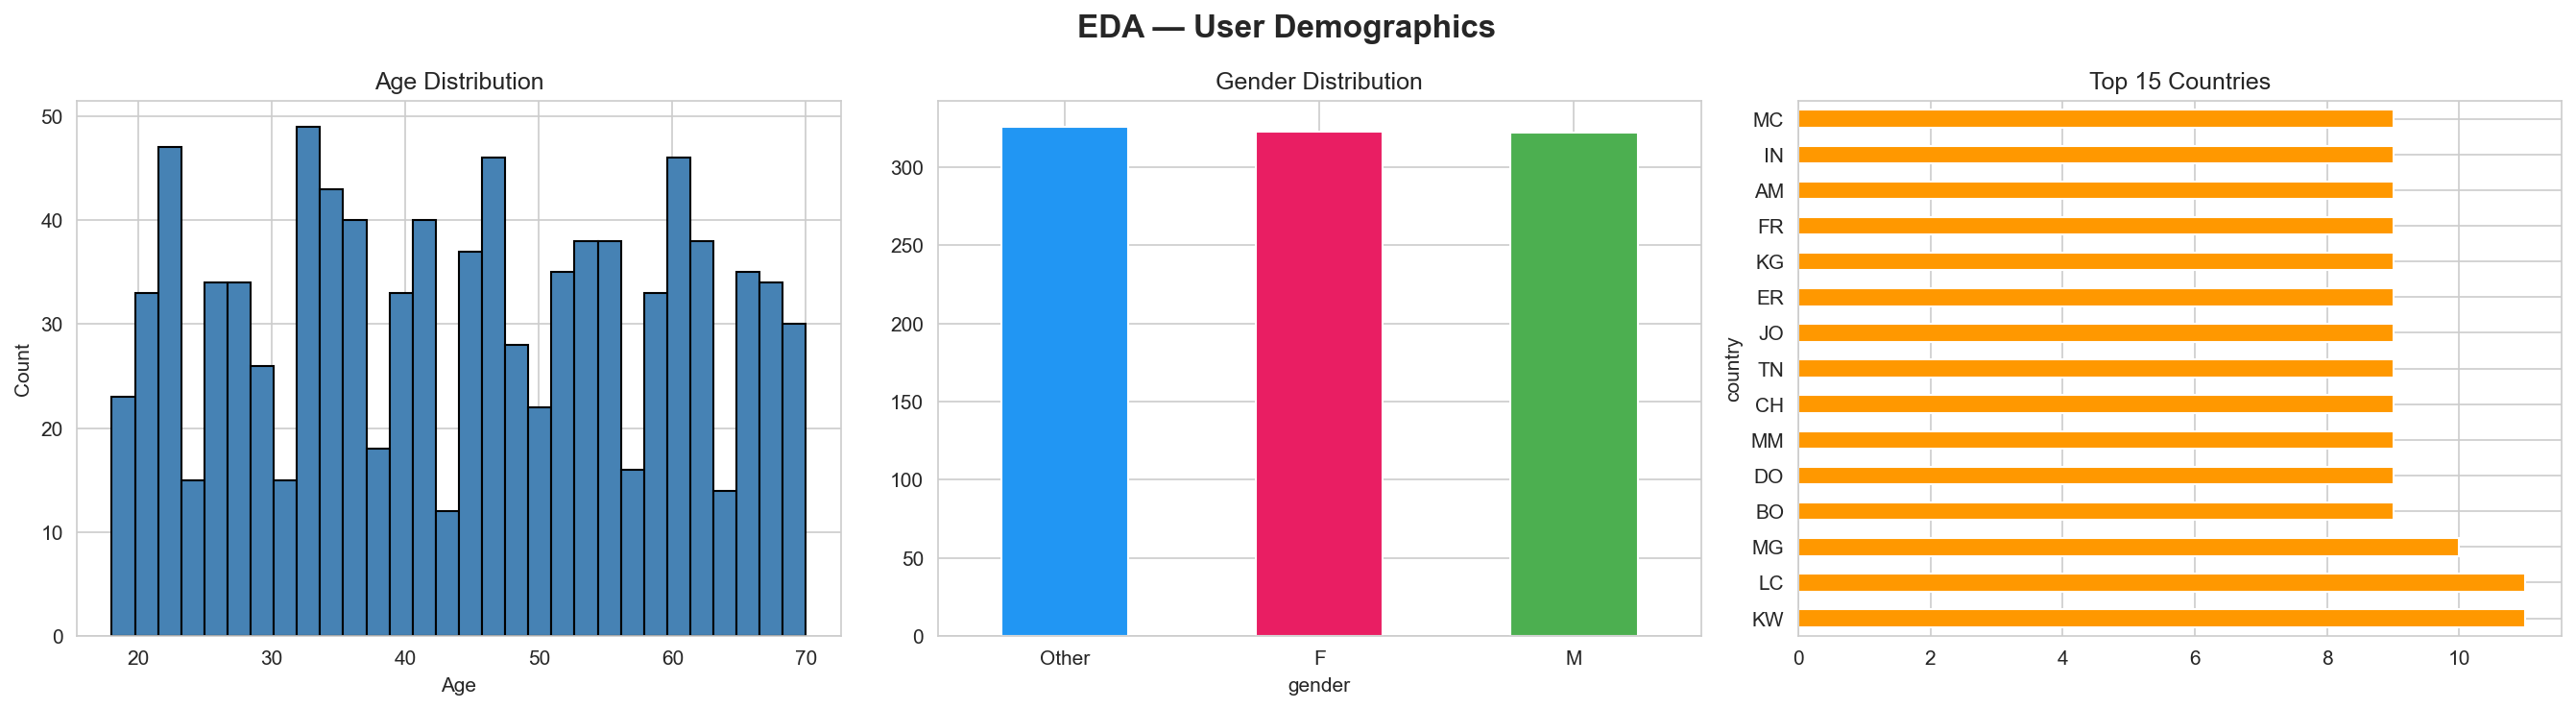 EDA — User Demographics
Age Distribution
50
40
30
20
10
0
Count
20 30 40 50 60 70
Age
Gender Distribution
300
250
200
150
100
50
0
Other F M
gender
Top 15 Countries
MC
IN
AM
FR
KG
ER
JO
TN
CH
MM
DO
BO
MG
LC
KW
country
0 2 4 6 8 10